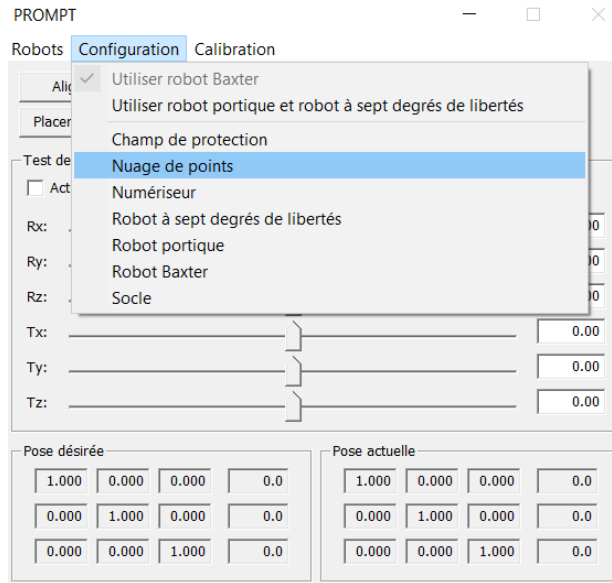 PROMPT
Robots Configuration Calibration
Utiliser robot Baxter
Utiliser robot portique et robot à sept degrés de libertés
Champ de protection
Nuage de points
Numériseur
Robot à sept degrés de libertés
Robot portique
Robot Baxter
Socle
Test de
Rx:
Ry:
Rz:
Tx: 0.00
Ty: 0.00
Tz: 0.00
Pose désirée Pose actuelle
1.000 0.000 0.000 0.0 1.000 0.000 0.000 0.0
0.000 1.000 0.000 0.0 0.000 1.000 0.000 0.0
0.000 0.000 1.000 0.0 0.000 0.000 1.000 0.0